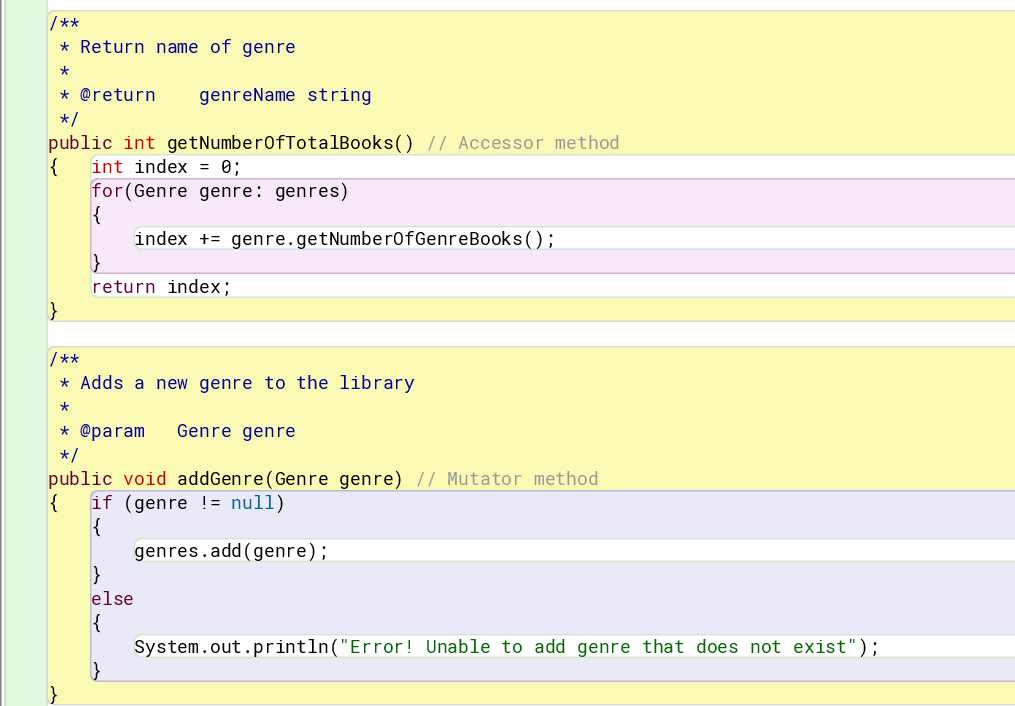 /**
 * Return name of genre
 *
 * @return    genreName string
 */
public int getNumberOfTotalBooks() // Accessor method
{   int index = 0;
    for(Genre genre: genres)
    {
        index += genre.getNumberOfGenreBooks();
    }
    return index;
}
/**
 * Adds a new genre to the library
 *
 * @param   Genre genre
 */
public void addGenre(Genre genre) // Mutator method
{   if (genre != null)
    {
        genres.add(genre);
    }
    else
    {
        System.out.println("Error! Unable to add genre that does not exist");
    }
}